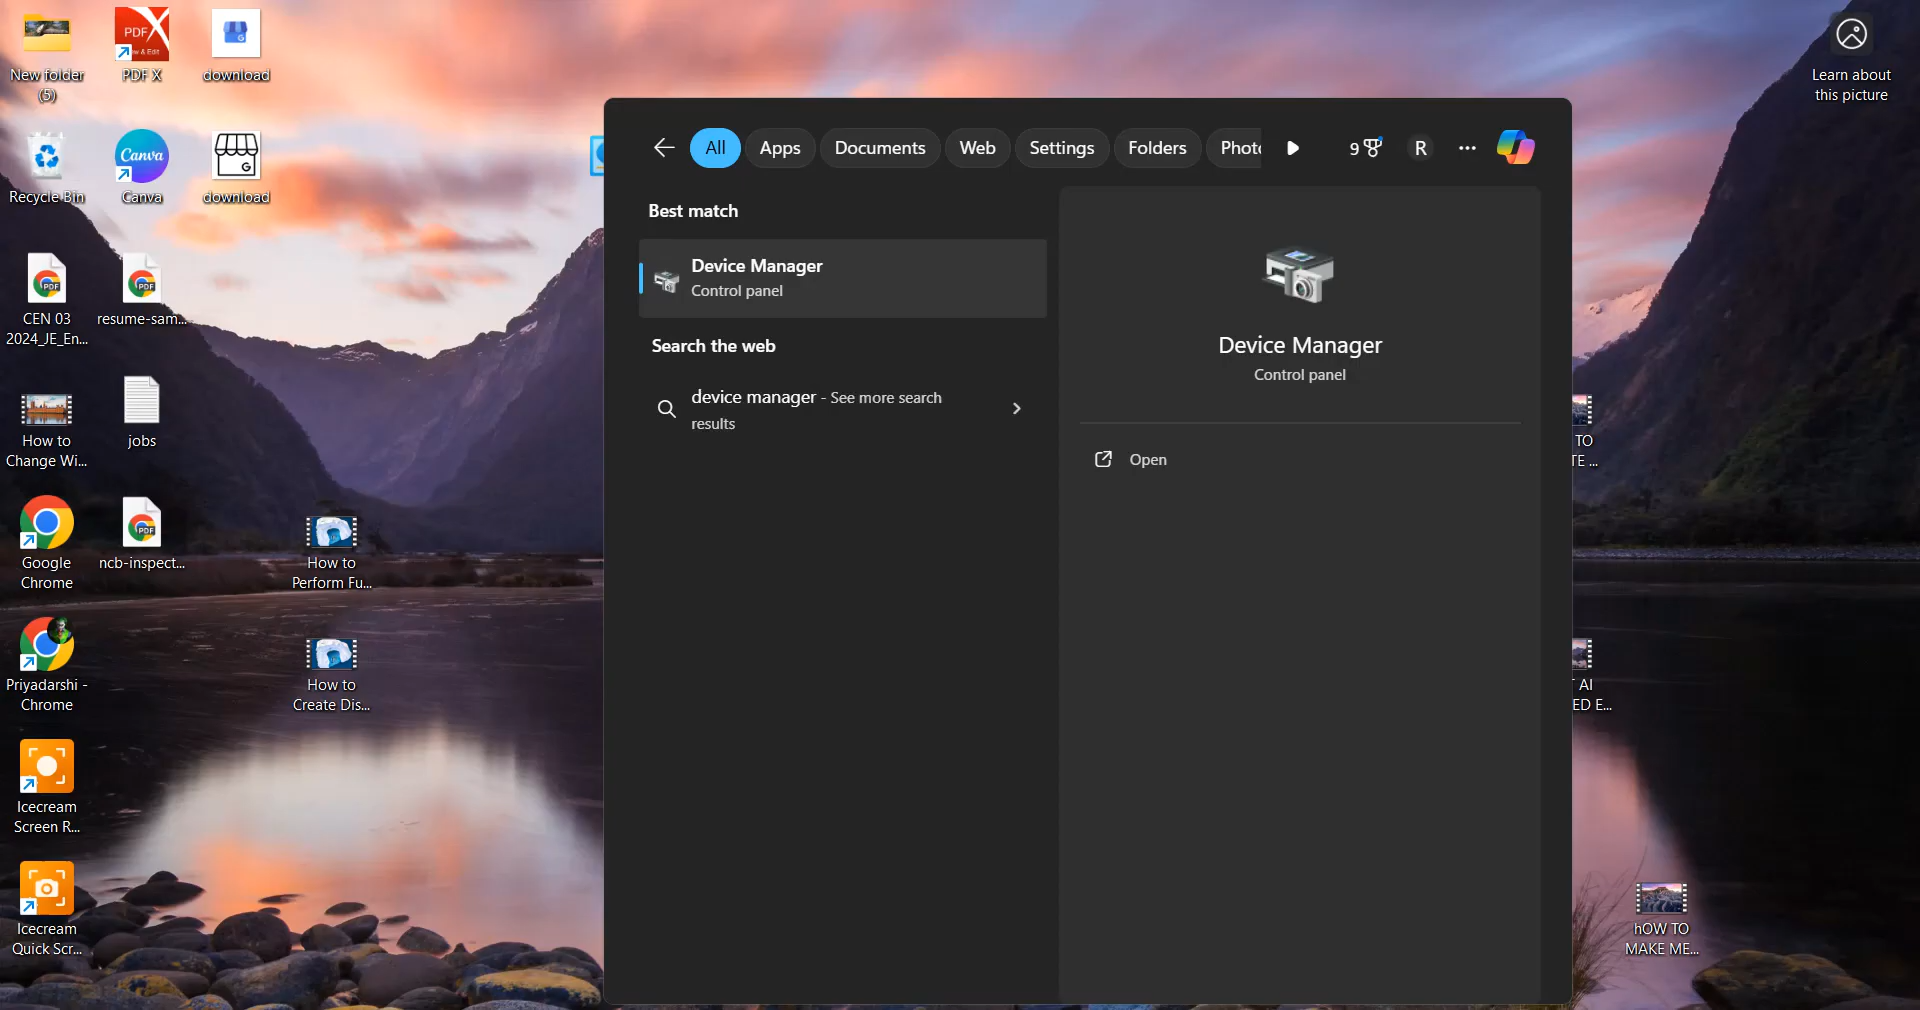 New folder
(5)
PDF X
download
Recycle Bin
Canva
Canva
download
CEN 03
2024_JE_En...
resume-sam...
How to
Change Wi...
jobs
Google
Chrome
ncb-inspect...
How to
Perform Fu...
Priyadarshi -
Chrome
How to
Create Dis...
Icecream
Screen R...
Icecream
Quick Scr...
All
Apps
Documents
Web
Settings
Folders
Photo
9
R
Best match
Device Manager
Control panel
Search the web
device manager - See more search
results
Device Manager
Control panel
Open
Learn about
this picture
TO
TE ...
AI
ED E...
hOW TO
MAKE ME...